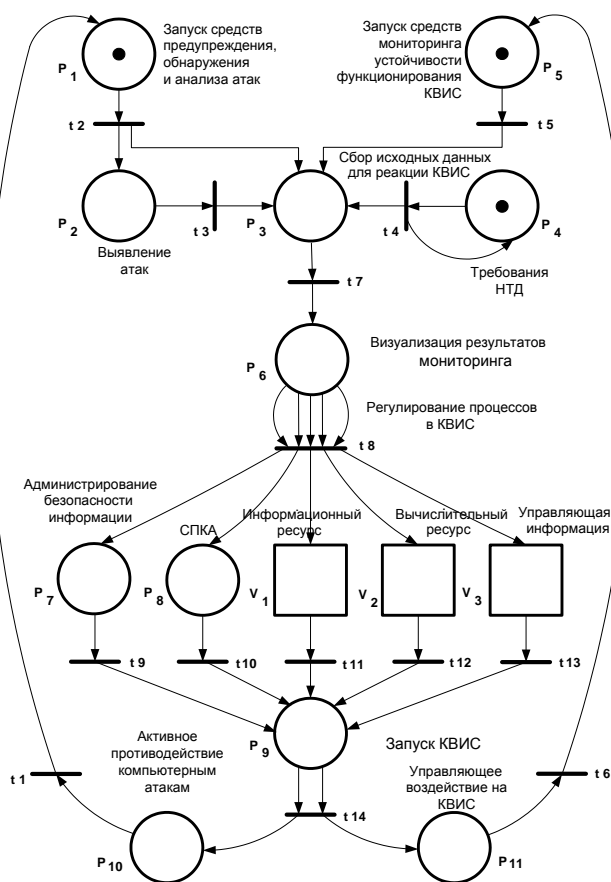 Запуск средств
предупреждения,
обнаружения
и анализа атак
P 1
Запуск средств
мониторинга
устойчивости
функционирования
КВИС
P 5
t 2
t 5
Сбор исходных данных
для реакции КВИС
P 2
t 3
P 3
t 4
P 4
Выявление
атак
Требования
НТД
t 7
Визуализация результатов
мониторинга
P 6
Регулирование процессов
в КВИС
t 8
Администрирование
безопасности
информации
СПКА
Информационный
ресурс
Вычислительный
ресурс
Управляющая
информация
P 7
P 8
V 1
V 2
V 3
t 9
t 10
t 11
t 12
t 13
P 9
Запуск КВИС
Активное
противодействие
компьютерным
атакам
Управляющее
воздействие на
КВИС
t 1
t 6
t 14
P 10
P 11